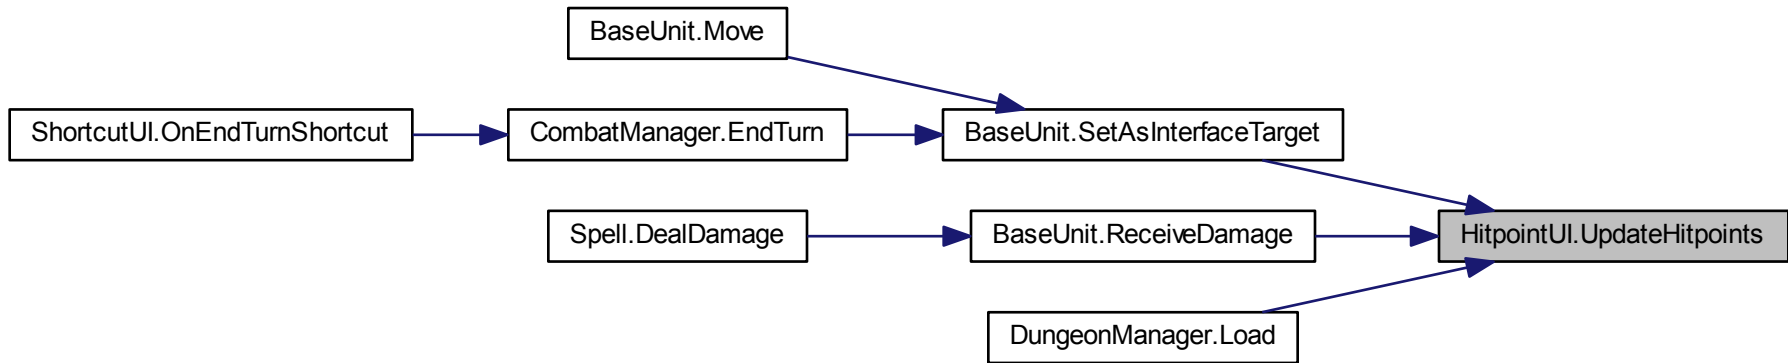 BaseUnit.Move
ShortcutUI.OnEndTurnShortcut
CombatManager.EndTurn
BaseUnit.SetAsInterfaceTarget
Spell.DealDamage
BaseUnit.ReceiveDamage
HitpointUI.UpdateHitpoints
DungeonManager.Load